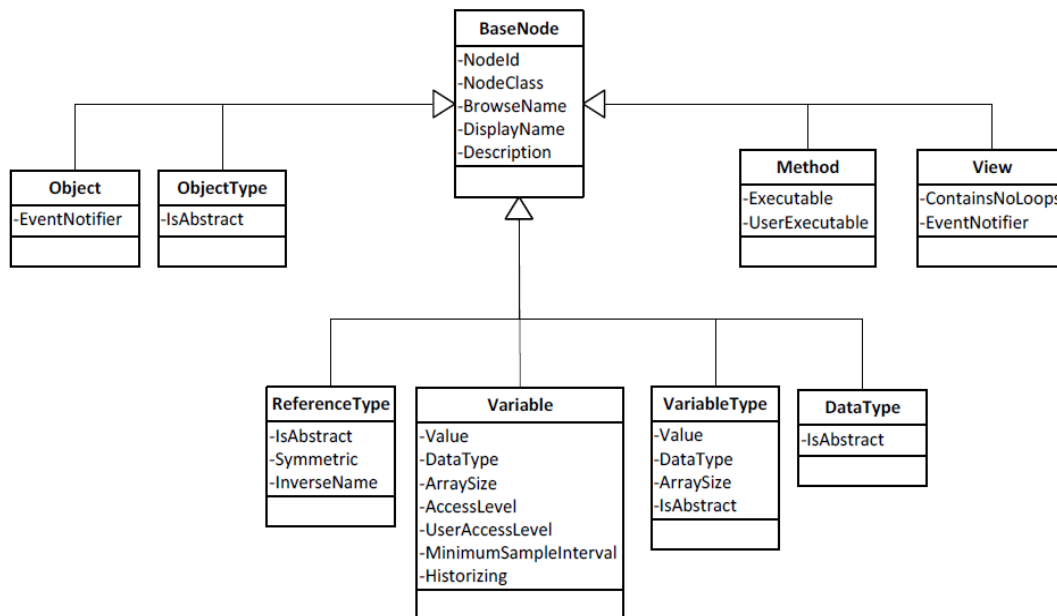 BaseNode
-NodeId
-NodeClass
-BrowseName
-DisplayName
-Description
Object
-EventNotifier
ObjectType
-IsAbstract
Method
-Executable
-UserExecutable
View
-ContainsNoLoops
-EventNotifier
ReferenceType
-IsAbstract
-Symmetric
-InverseName
Variable
-Value
-DataType
-ArraySize
-AccessLevel
-UserAccessLevel
-MinimumSampleInterval
-Historizing
VariableType
-Value
-DataType
-ArraySize
-IsAbstract
DataType
-IsAbstract